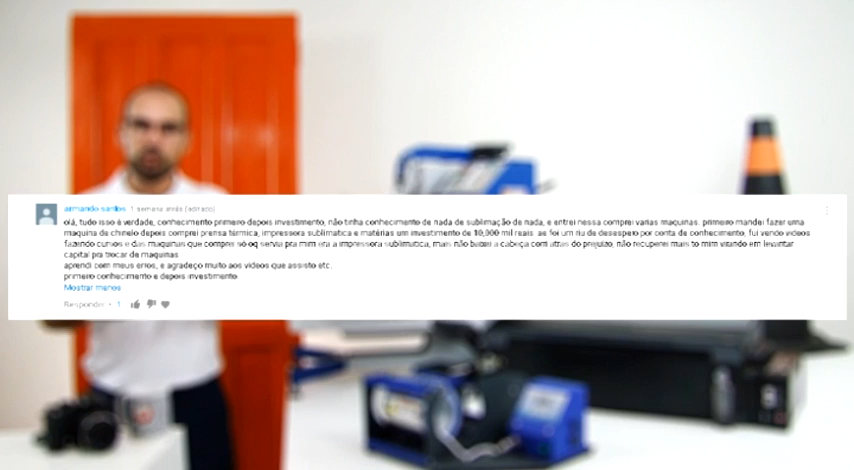 armando santos 1 semana atrás (editado)
olá, tudo isso é verdade, conhecimento primeiro depois investimento, não tinha conhecimento de nada de sublimação de nada, e entrei nessa comprei varias maquinas. primeiro mandei fazer uma
maquina de chinelo depois comprei prensa térmica, impressora sublimatica e matérias um investimento de 10,000 mil reais. ae foi um riu de desespero por conta de conhecimento, fui vendo videos
fazendo cursos e das maquinas que comprei só oq serviu pra mim era a impressora sublimatica, mais não baixei a cabeça com atras do prejuizo, não recuperei mais to mim virando em levantar
capital pra trocar de maquinas
aprendi com meus erros, e agradeço muito aos videos que assisto etc.
primeiro conhecimento e depois investimento
Mostrar menos
Responder • 1